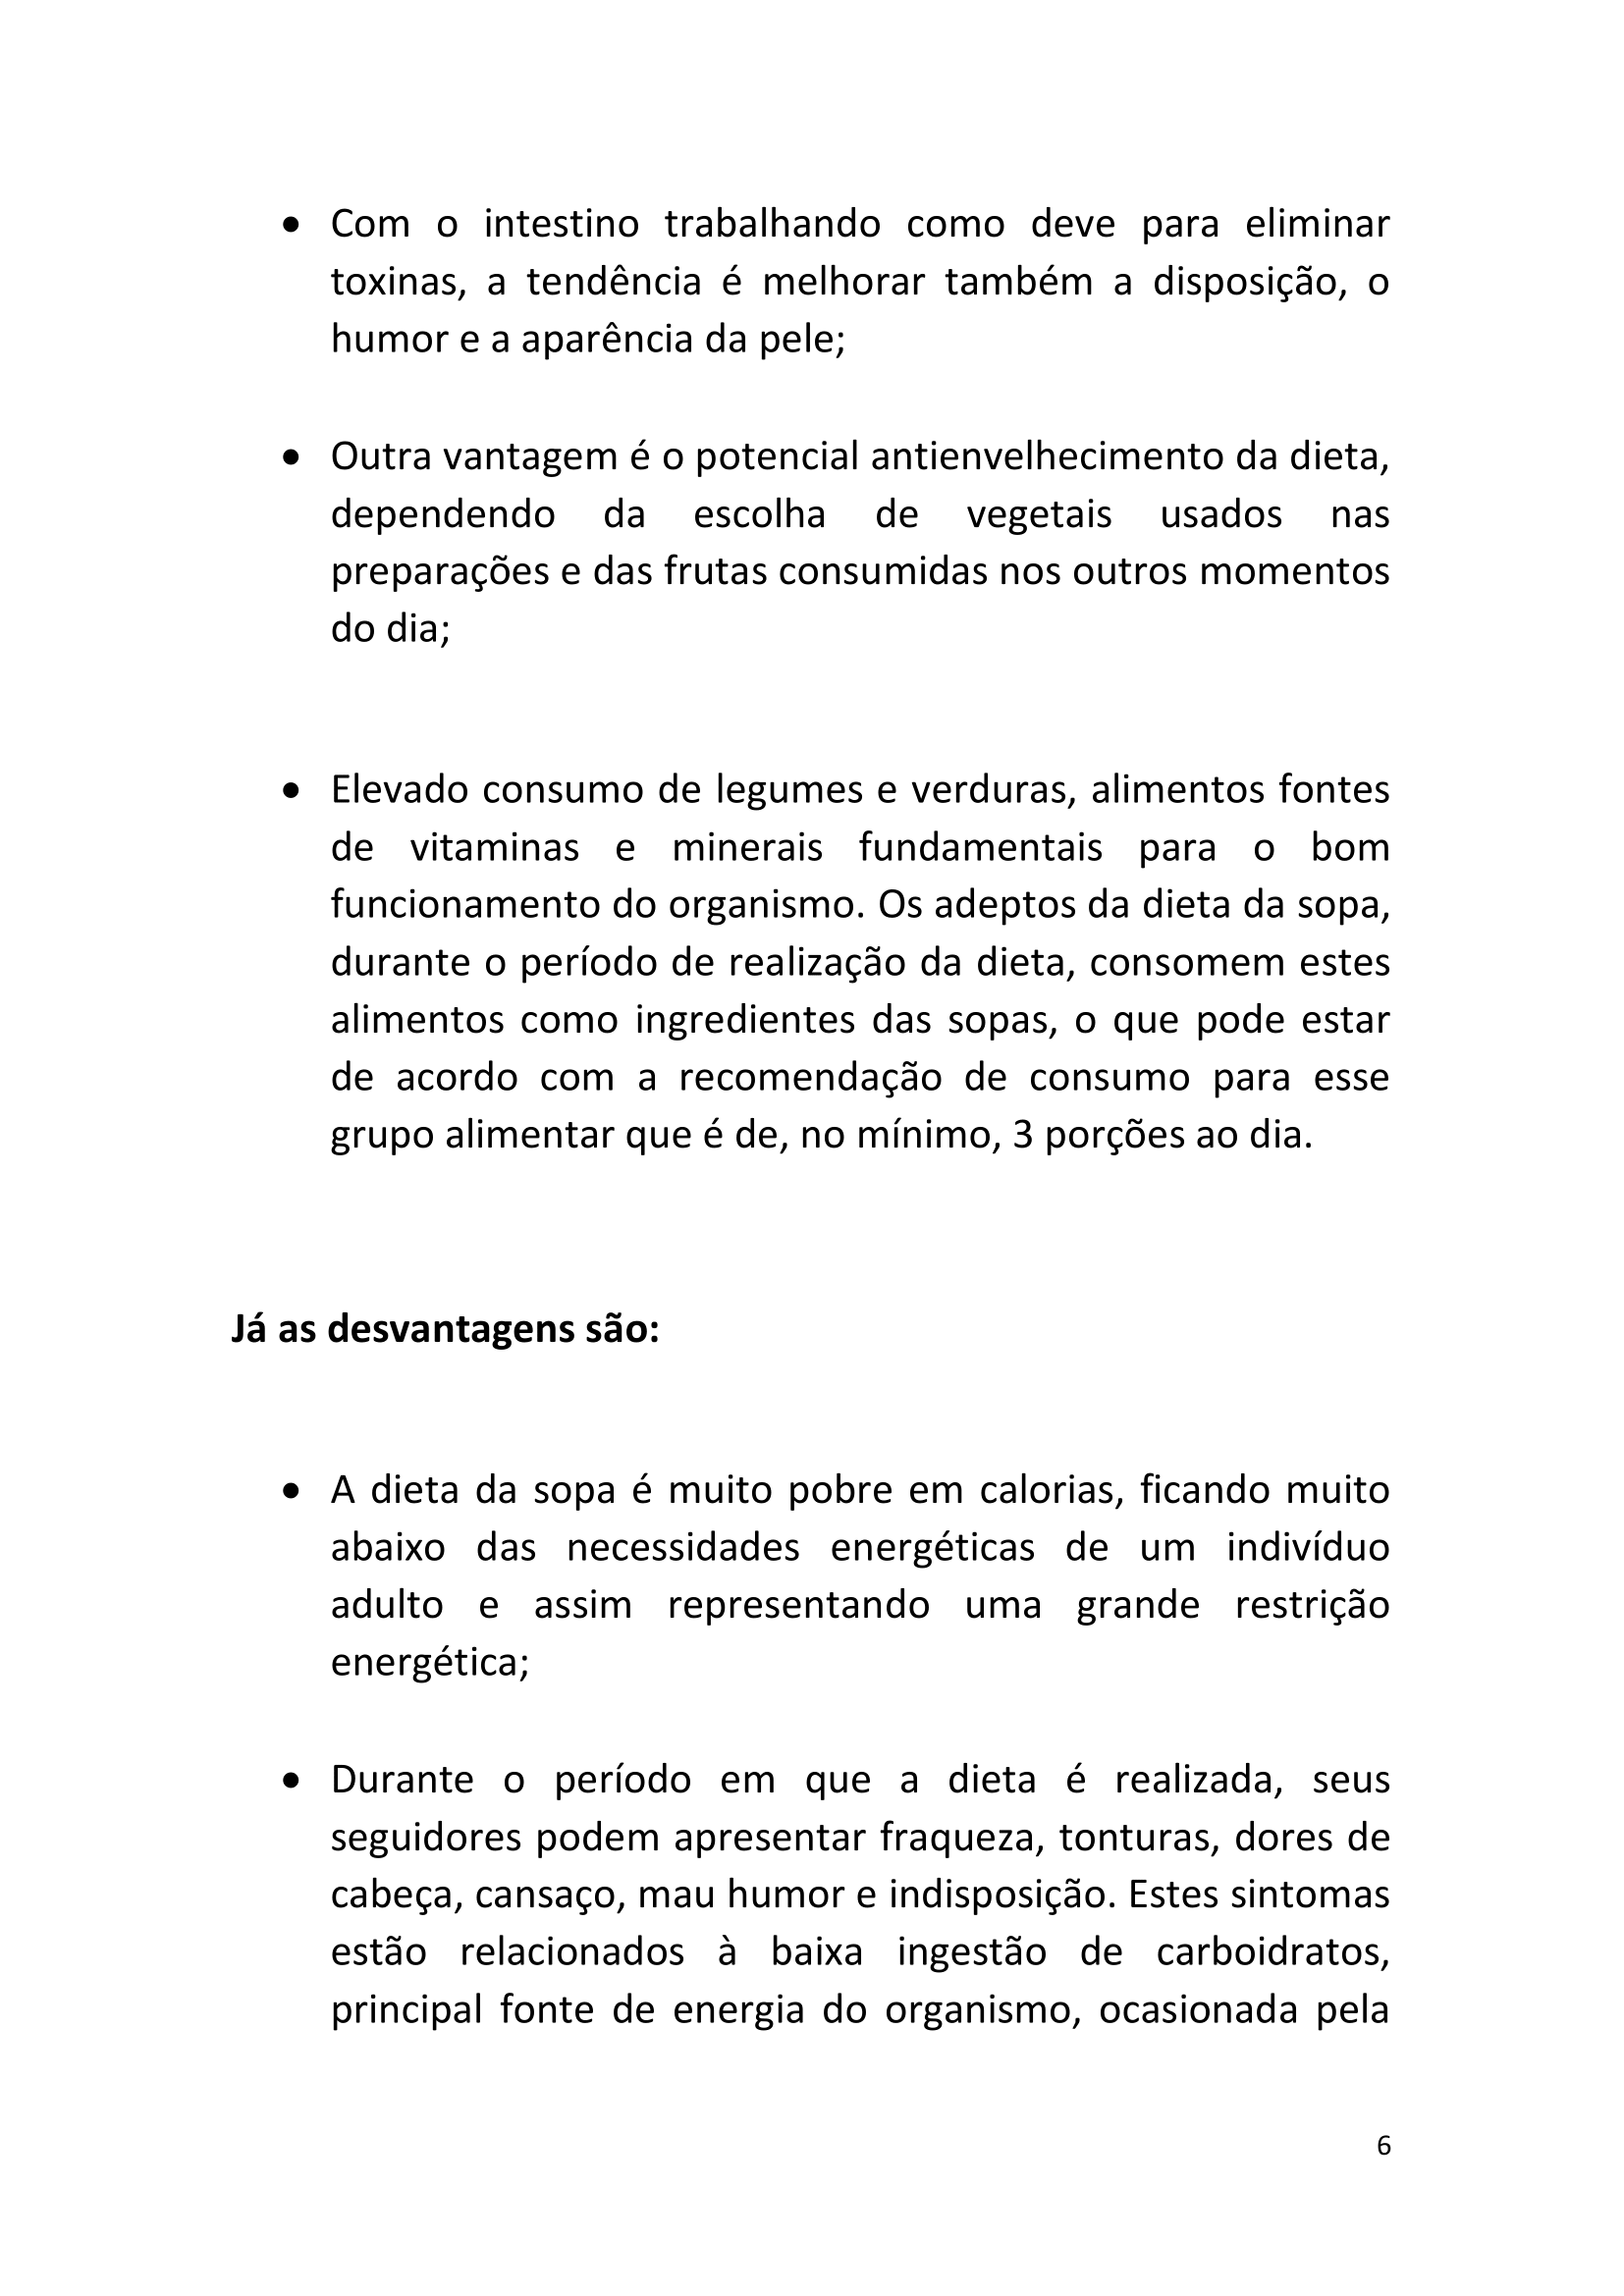 • Com o intestino trabalhando como deve para eliminar
toxinas, a tendência é melhorar também a disposição, o
humor e a aparência da pele;
• Outra vantagem é o potencial antienvelhecimento da dieta,
dependendo da escolha de vegetais usados nas
preparações e das frutas consumidas nos outros momentos
do dia;
• Elevado consumo de legumes e verduras, alimentos fontes
de vitaminas e minerais fundamentais para o bom
funcionamento do organismo. Os adeptos da dieta da sopa,
durante o período de realização da dieta, consomem estes
alimentos como ingredientes das sopas, o que pode estar
de acordo com a recomendação de consumo para esse
grupo alimentar que é de, no mínimo, 3 porções ao dia.
Já as desvantagens são:
• A dieta da sopa é muito pobre em calorias, ficando muito
abaixo das necessidades energéticas de um indivíduo
adulto e assim representando uma grande restrição
energética;
• Durante o período em que a dieta é realizada, seus
seguidores podem apresentar fraqueza, tonturas, dores de
cabeça, cansaço, mau humor e indisposição. Estes sintomas
estão relacionados à baixa ingestão de carboidratos,
principal fonte de energia do organismo, ocasionada pela
6